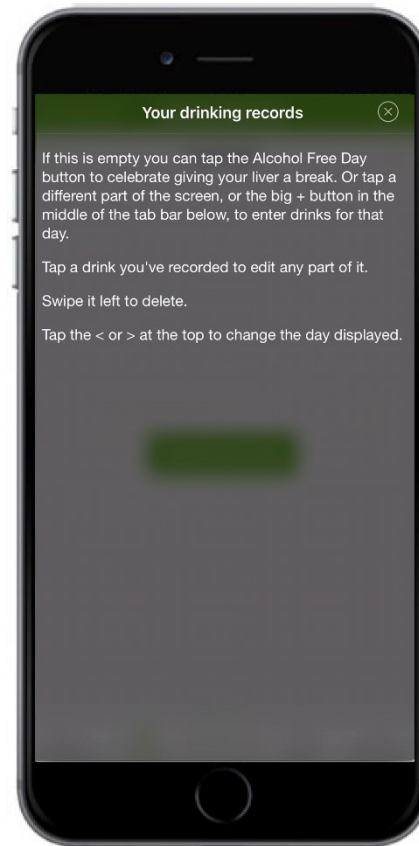 Your drinking records
If this is empty you can tap the Alcohol Free Day
button to celebrate giving your liver a break. Or tap a
different part of the screen, or the big + button in the
middle of the tab bar below, to enter drinks for that
day.
Tap a drink you've recorded to edit any part of it.
Swipe it left to delete.
Tap the < or > at the top to change the day displayed.